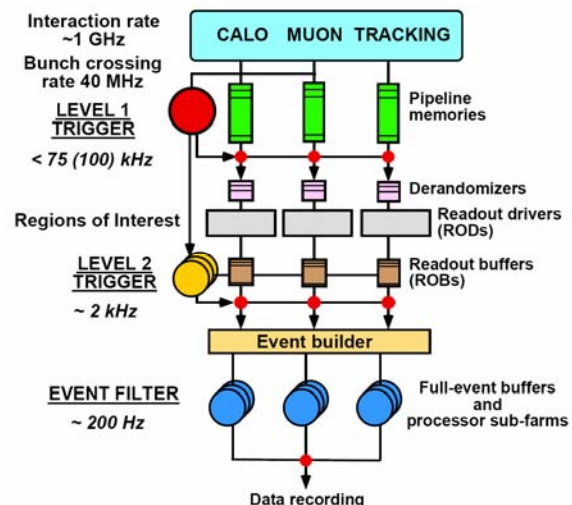 Interaction rate
~1 GHz
CALO MUON TRACKING
Bunch crossing
rate 40 MHz
LEVEL 1
TRIGGER
< 75 (100) kHz
Pipeline
memories
Derandomizers
Regions of Interest
Readout drivers
(RODs)
LEVEL 2
TRIGGER
~ 2 kHz
Readout buffers
(ROBs)
Event builder
EVENT FILTER
~ 200 Hz
Full-event buffers
and
processor sub-farms
Data recording